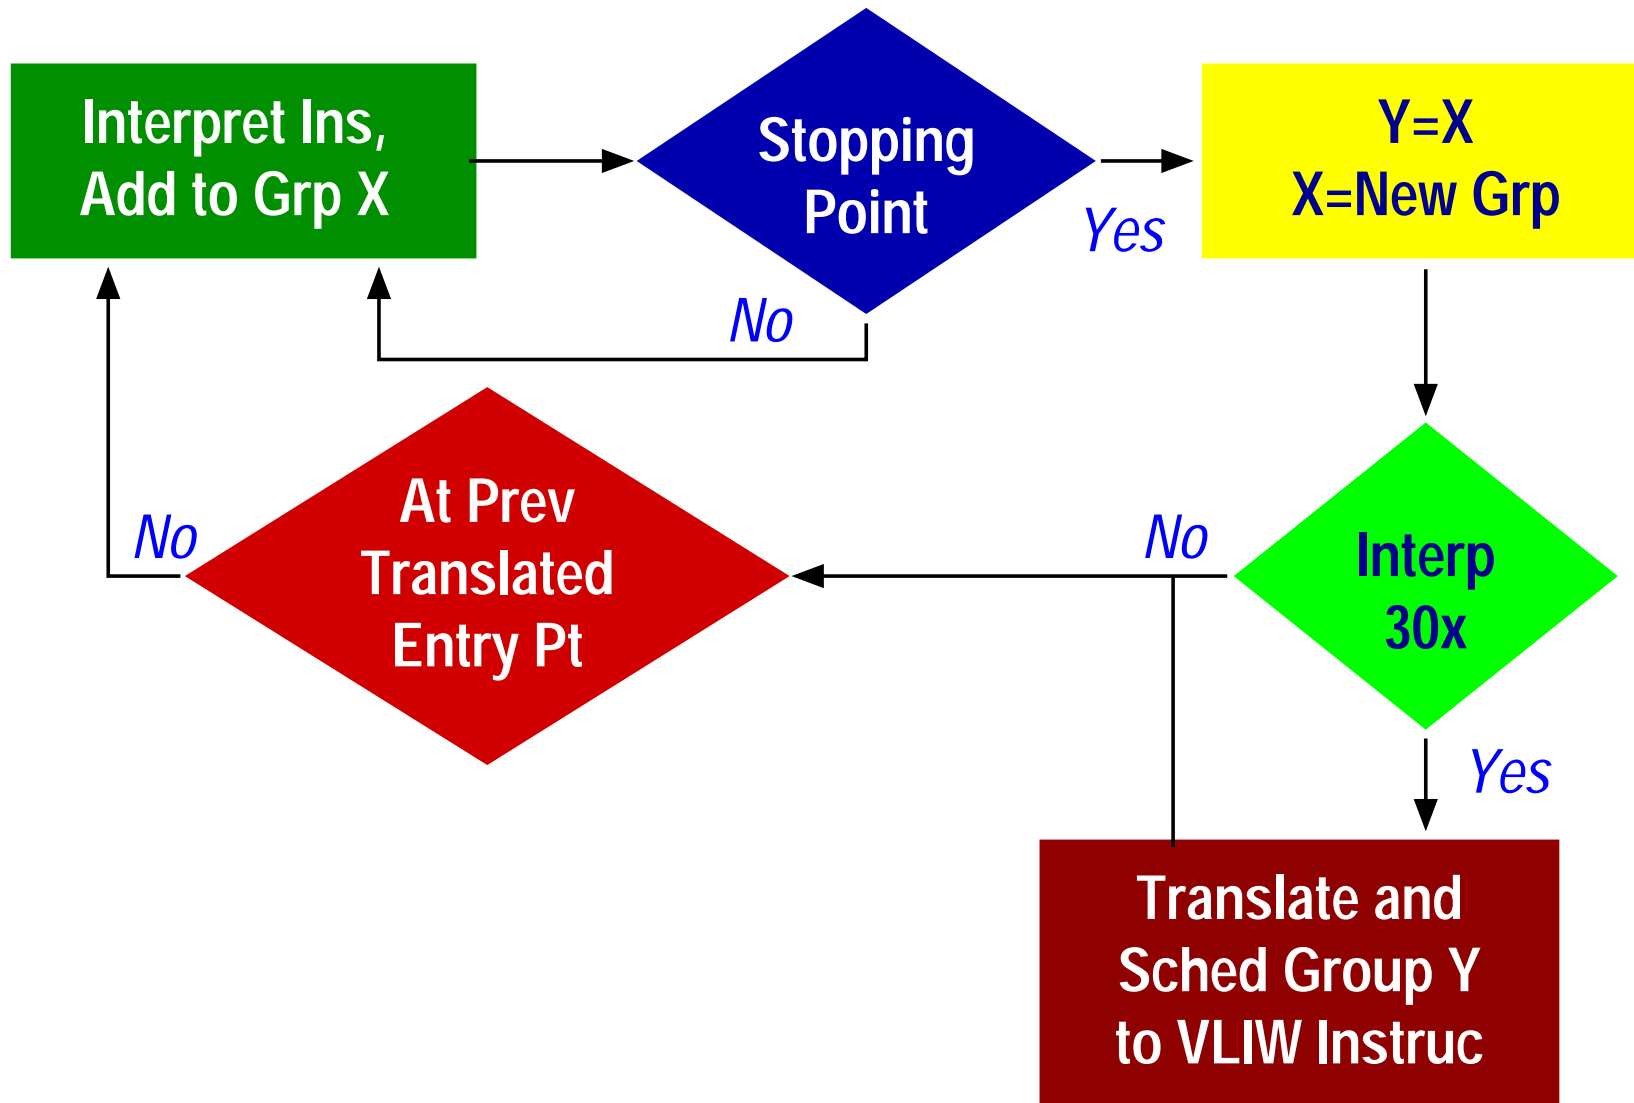 Interpret Ins,
Add to Grp X
Stopping
Point
Yes
No
Y=X
X=New Grp
Interp
30x
No
Yes
At Prev
Translated
Entry Pt
No
Translate and
Sched Group Y
to VLIW Instruc